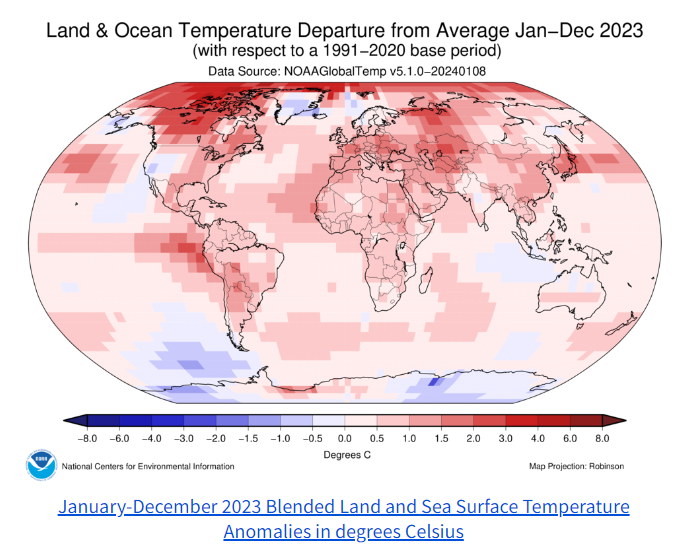 Land & Ocean Temperature Departure from Average Jan−Dec 2023
(with respect to a 1991−2020 base period)
Data Source: NOAAGlobalTemp v5.1.0−20240108
−8.0 −6.0 −4.0 −3.0 −2.0 −1.5 −1.0 −0.5 0.0 0.5 1.0 1.5 2.0 3.0 4.0 6.0 8.0
Degrees C
NOAA
National Centers for Environmental Information
Map Projection: Robinson
January-December 2023 Blended Land and Sea Surface Temperature
Anomalies in degrees Celsius